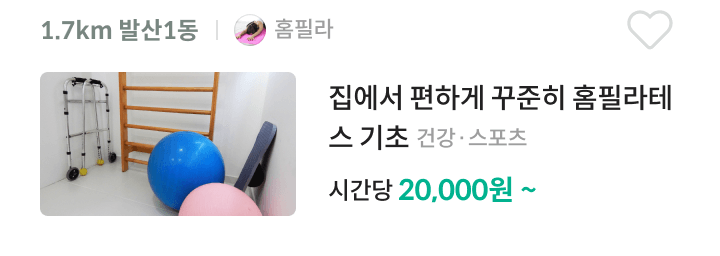 1.7km 발산1동 홈필라
집에서 편하게 꾸준히 홈필라테
스 기초 건강·스포츠
시간당 20,000원 ~